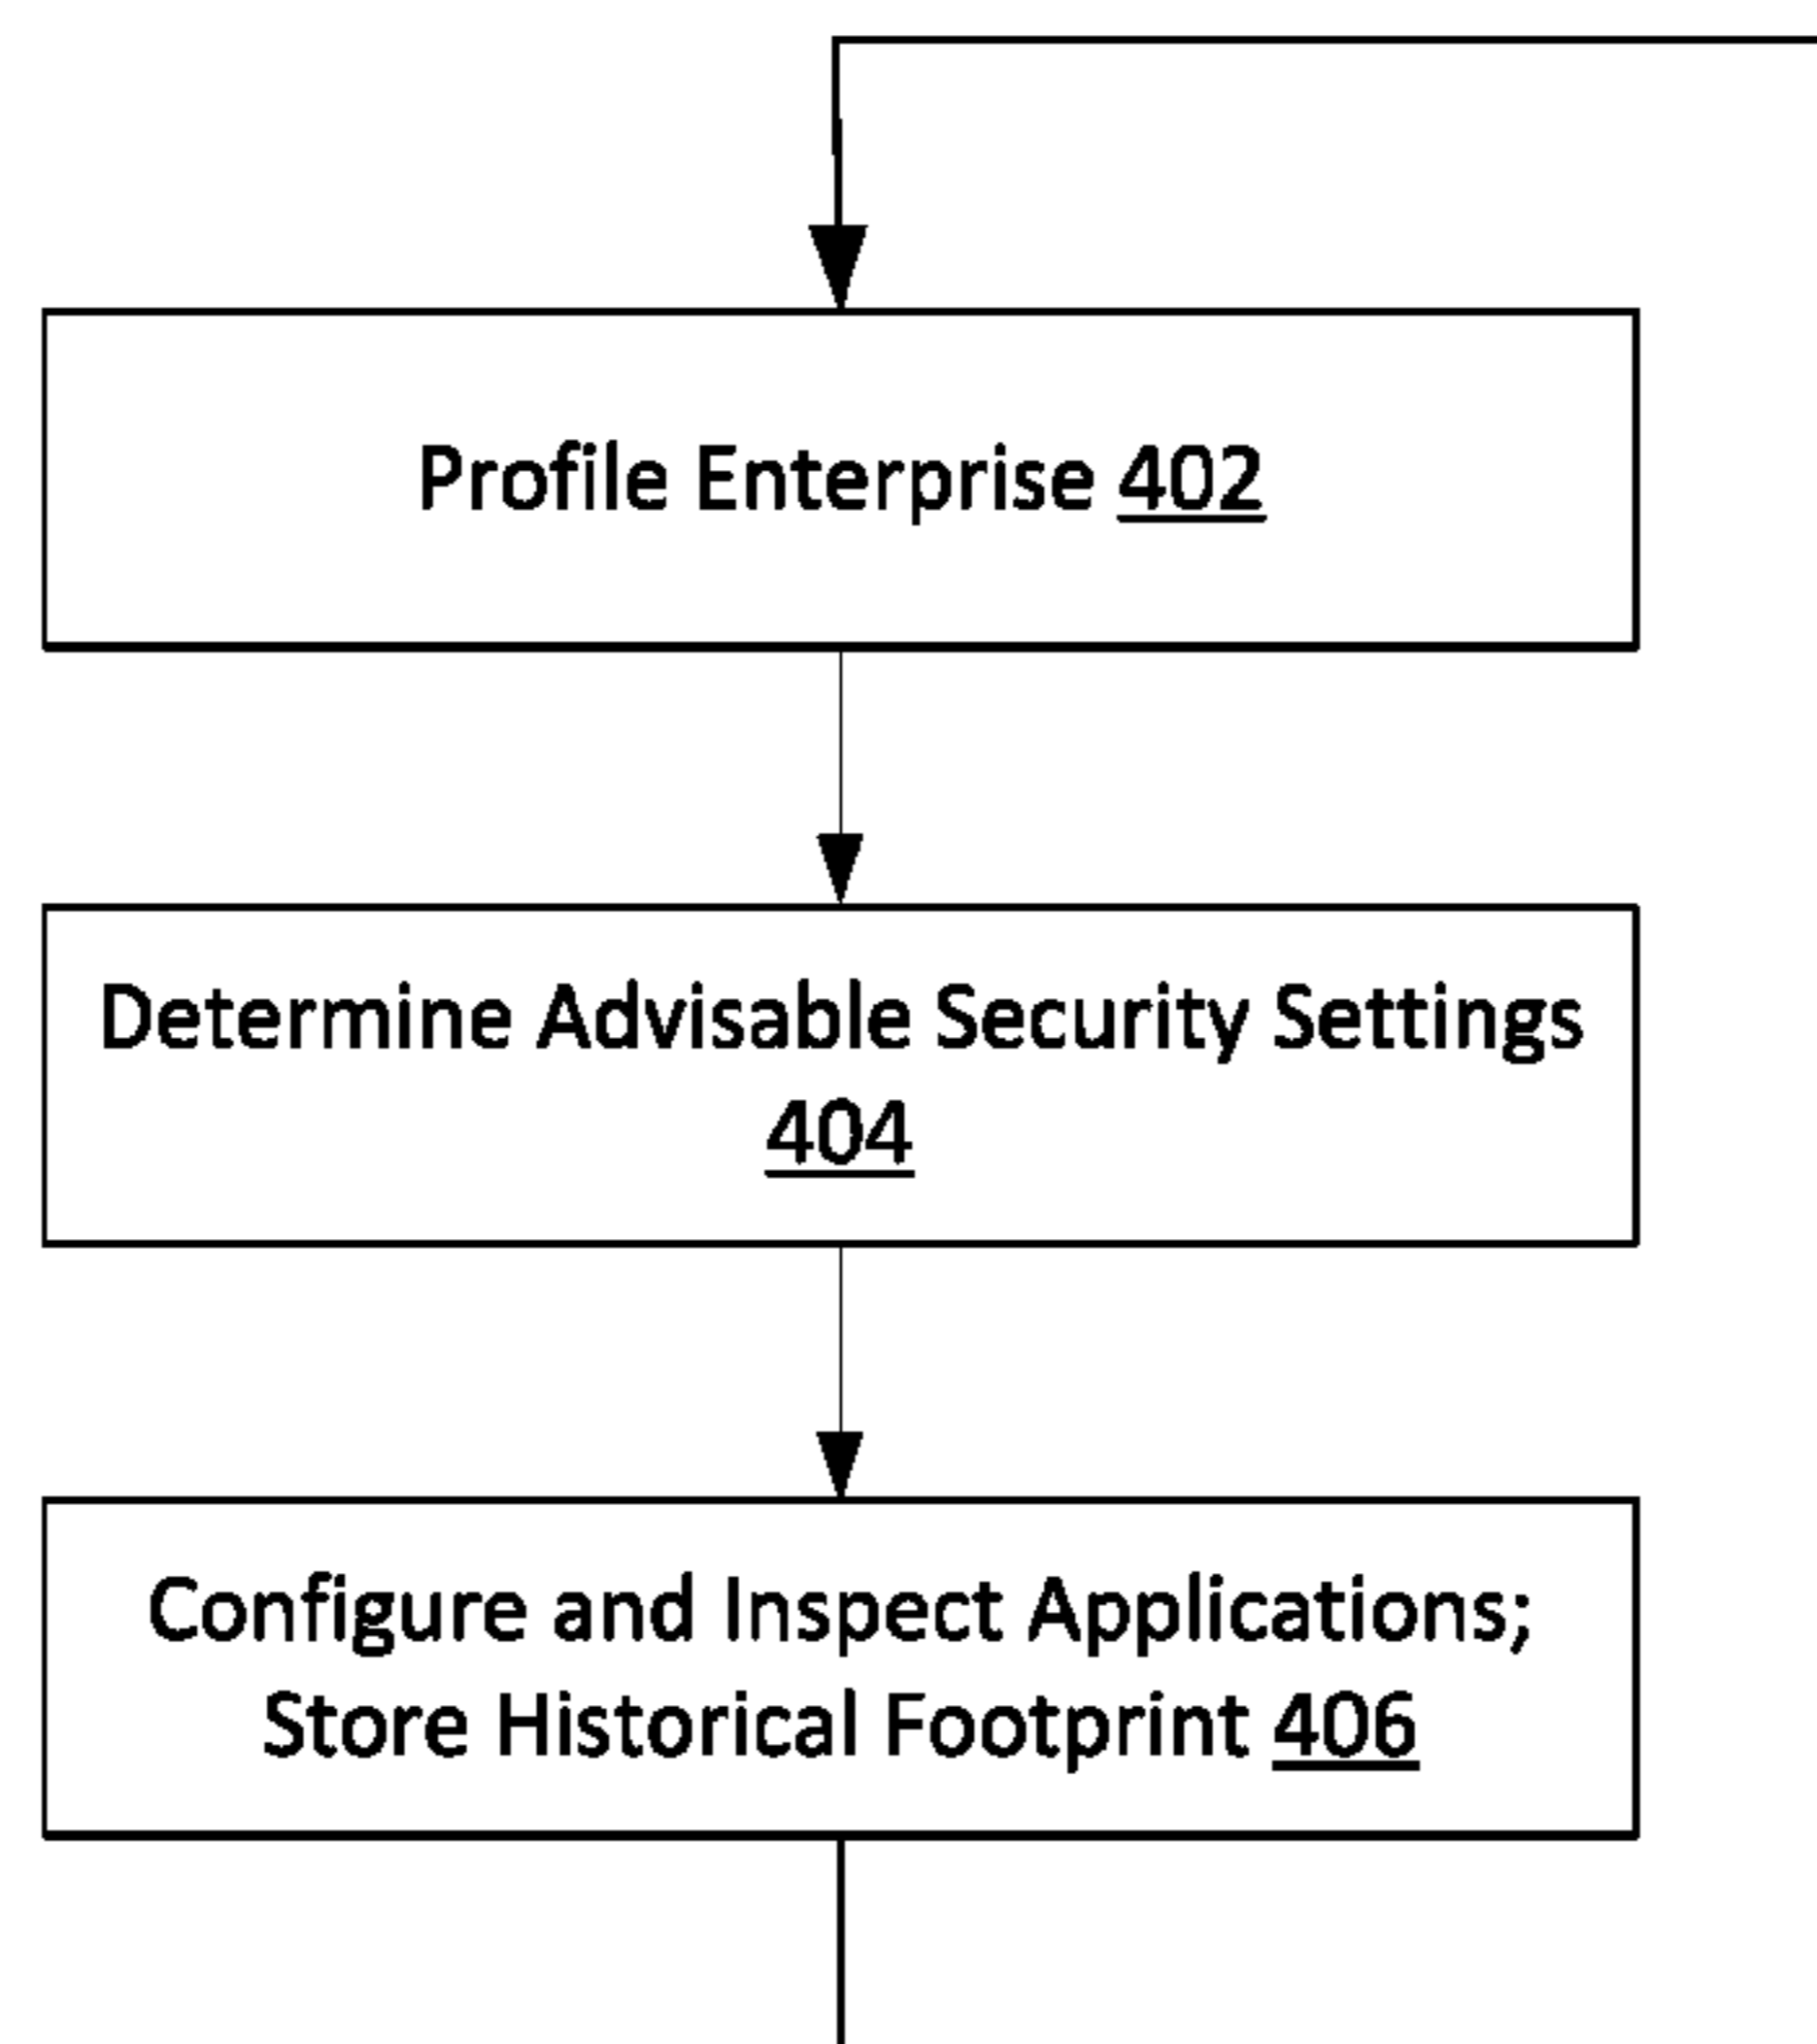 Profile Enterprise 402
Determine Advisable Security Settings
404
Configure and Inspect Applications;
Store Historical Footprint 406